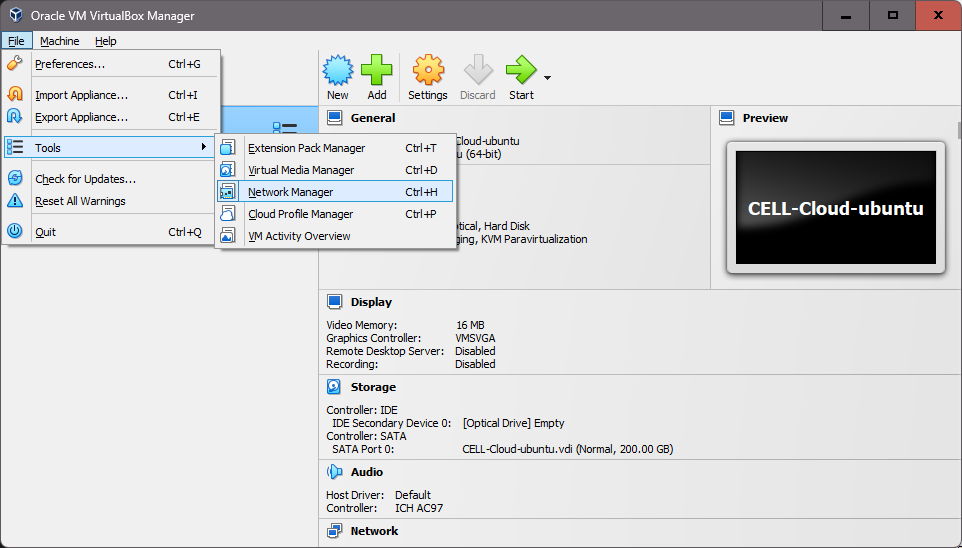 Oracle VM VirtualBox Manager
File Machine Help
Preferences... Ctrl+G
Import Appliance... Ctrl+I
Export Appliance... Ctrl+E
Tools
Check for Updates...
Reset All Warnings
Quit Ctrl+Q
Extension Pack Manager Ctrl+T
Virtual Media Manager Ctrl+D
Network Manager Ctrl+H
Cloud Profile Manager Ctrl+P
VM Activity Overview
New Add Settings Discard Start
General
Cloud-ubuntu
(64-bit)
Hard Disk
KVM Paravirtualization
Preview
CELL-Cloud-ubuntu
Display
Video Memory: 16 MB
Graphics Controller: VMSVGA
Remote Desktop Server: Disabled
Recording: Disabled
Storage
Controller: IDE
IDE Secondary Device 0: [Optical Drive] Empty
Controller: SATA
SATA Port 0: CELL-Cloud-ubuntu.vdi (Normal, 200.00 GB)
Audio
Host Driver: Default
Controller: ICH AC97
Network